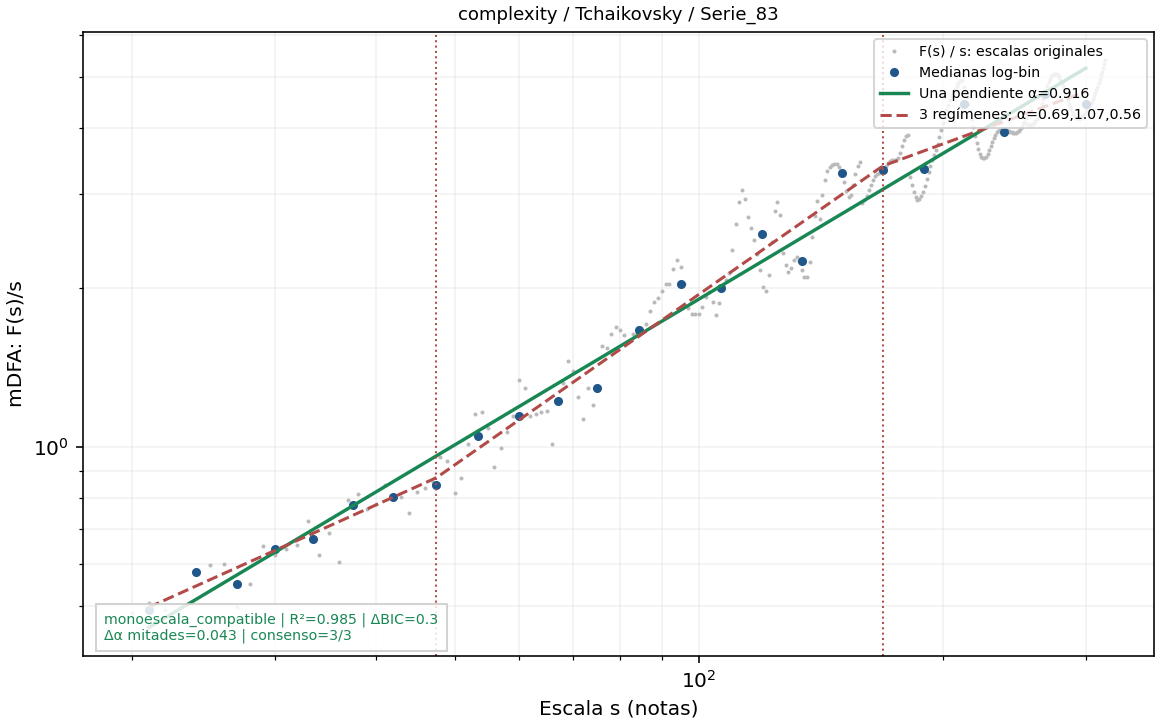 complexity / Tchaikovsky / Serie_83
F(s) / s: escalas originales
Medianas log-bin
Una pendiente α=0.916
3 regímenes; α=0.69,1.07,0.56
mDFA: F(s)/s
10⁰
monoescala_compatible | R²=0.985 | ΔBIC=0.3
Δα mitades=0.043 | consenso=3/3
10²
Escala s (notas)